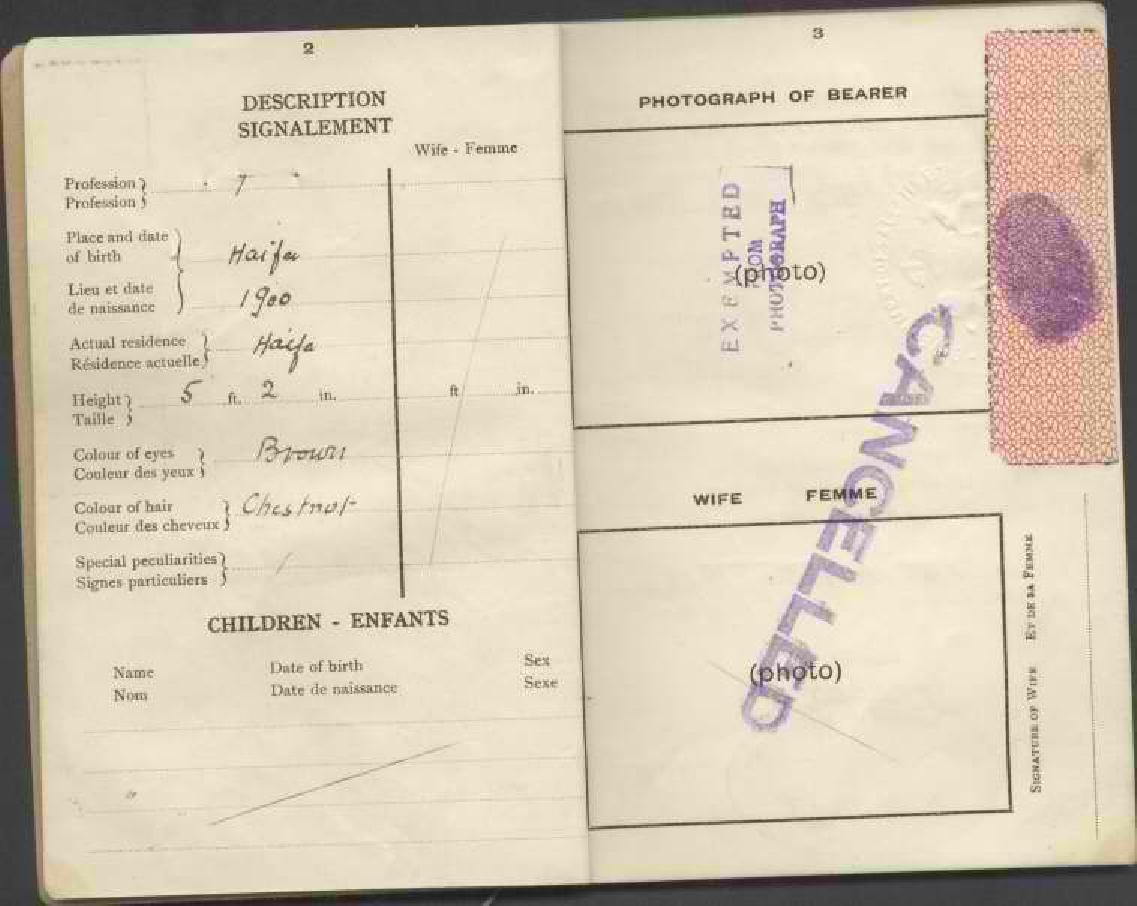 2
DESCRIPTION
SIGNALEMENT
Wife - Femme
Profession
Profession
Place and date
of birth
Haifa
Lieu et date
de naissance
1900
Actual residence
Résidence actuelle
Haifa
Height 5 ft. 2 in. ft in.
Taille
Colour of eyes
Couleur des yeux
Brown
Colour of hair
Couleur des cheveux
Chestnut
Special peculiarities
Signes particuliers
CHILDREN - ENFANTS
Name Date of birth Sex
Nom Date de naissance Sexe
3
PHOTOGRAPH OF BEARER
EXEMPTED
PHOTOGRAPH
(photo)
CANCELLED
WIFE FEMME
(photo)
SIGNATURE OF WIFE ET DE SA FEMME